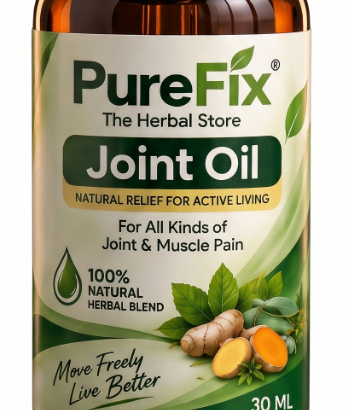 PureFix®
The Herbal Store
Joint Oil
NATURAL RELIEF FOR ACTIVE LIVING
For All Kinds of
Joint & Muscle Pain
100%
NATURAL
HERBAL BLEND
Move Freely
Live Better
30 ML